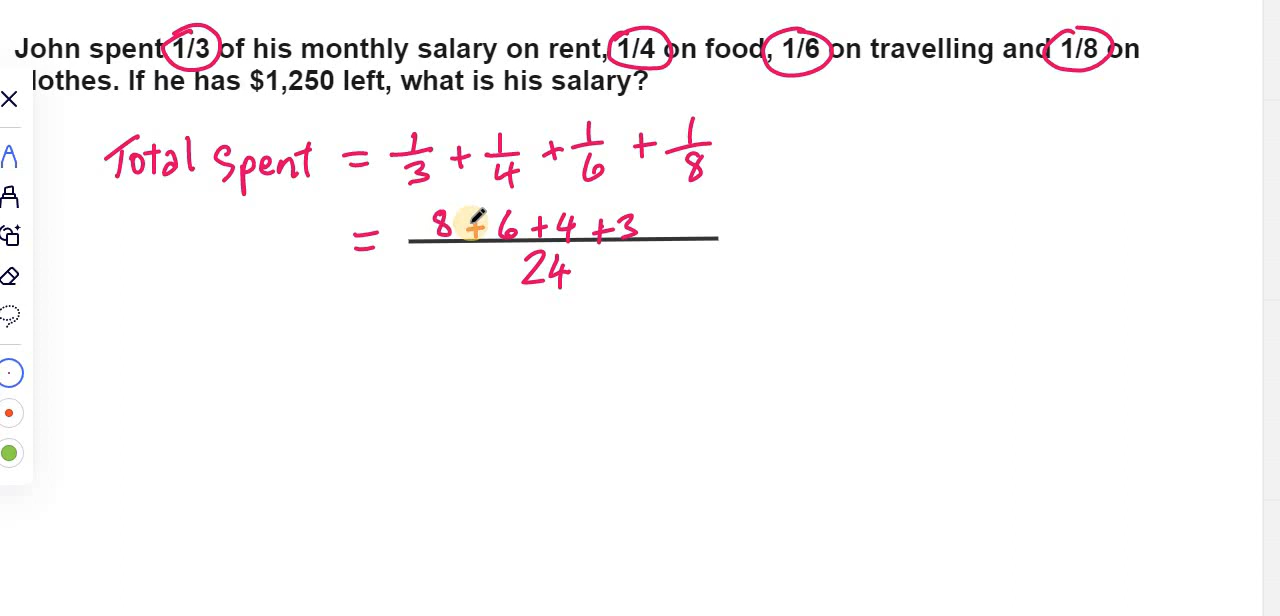 John spent 1/3 of his monthly salary on rent, 1/4 on food, 1/6 on travelling and 1/8 on
lothes. If he has $1,250 left, what is his salary?
Total Spent = 1/3 + 1/4 + 1/6 + 1/8
= 8 + 6 + 4 + 3
24